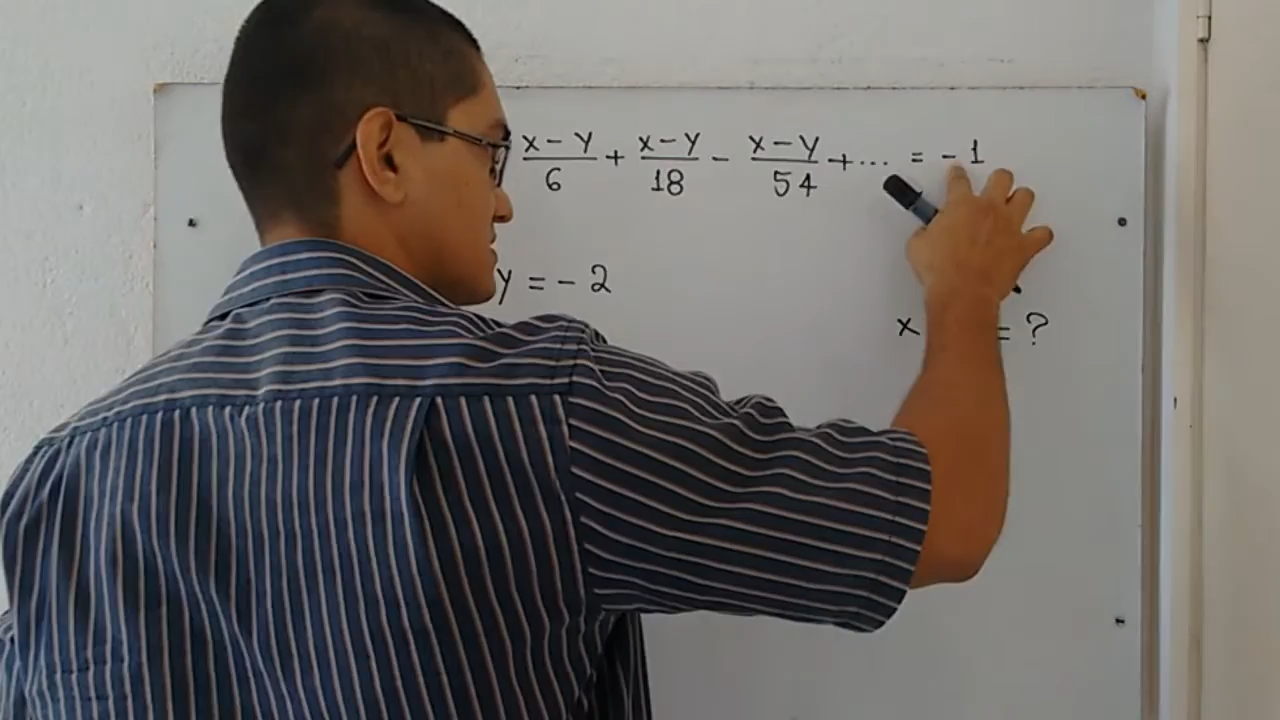 x - y/6 + x - y/18 - x - y/54 + ... = - 1
y = - 2
x = ?